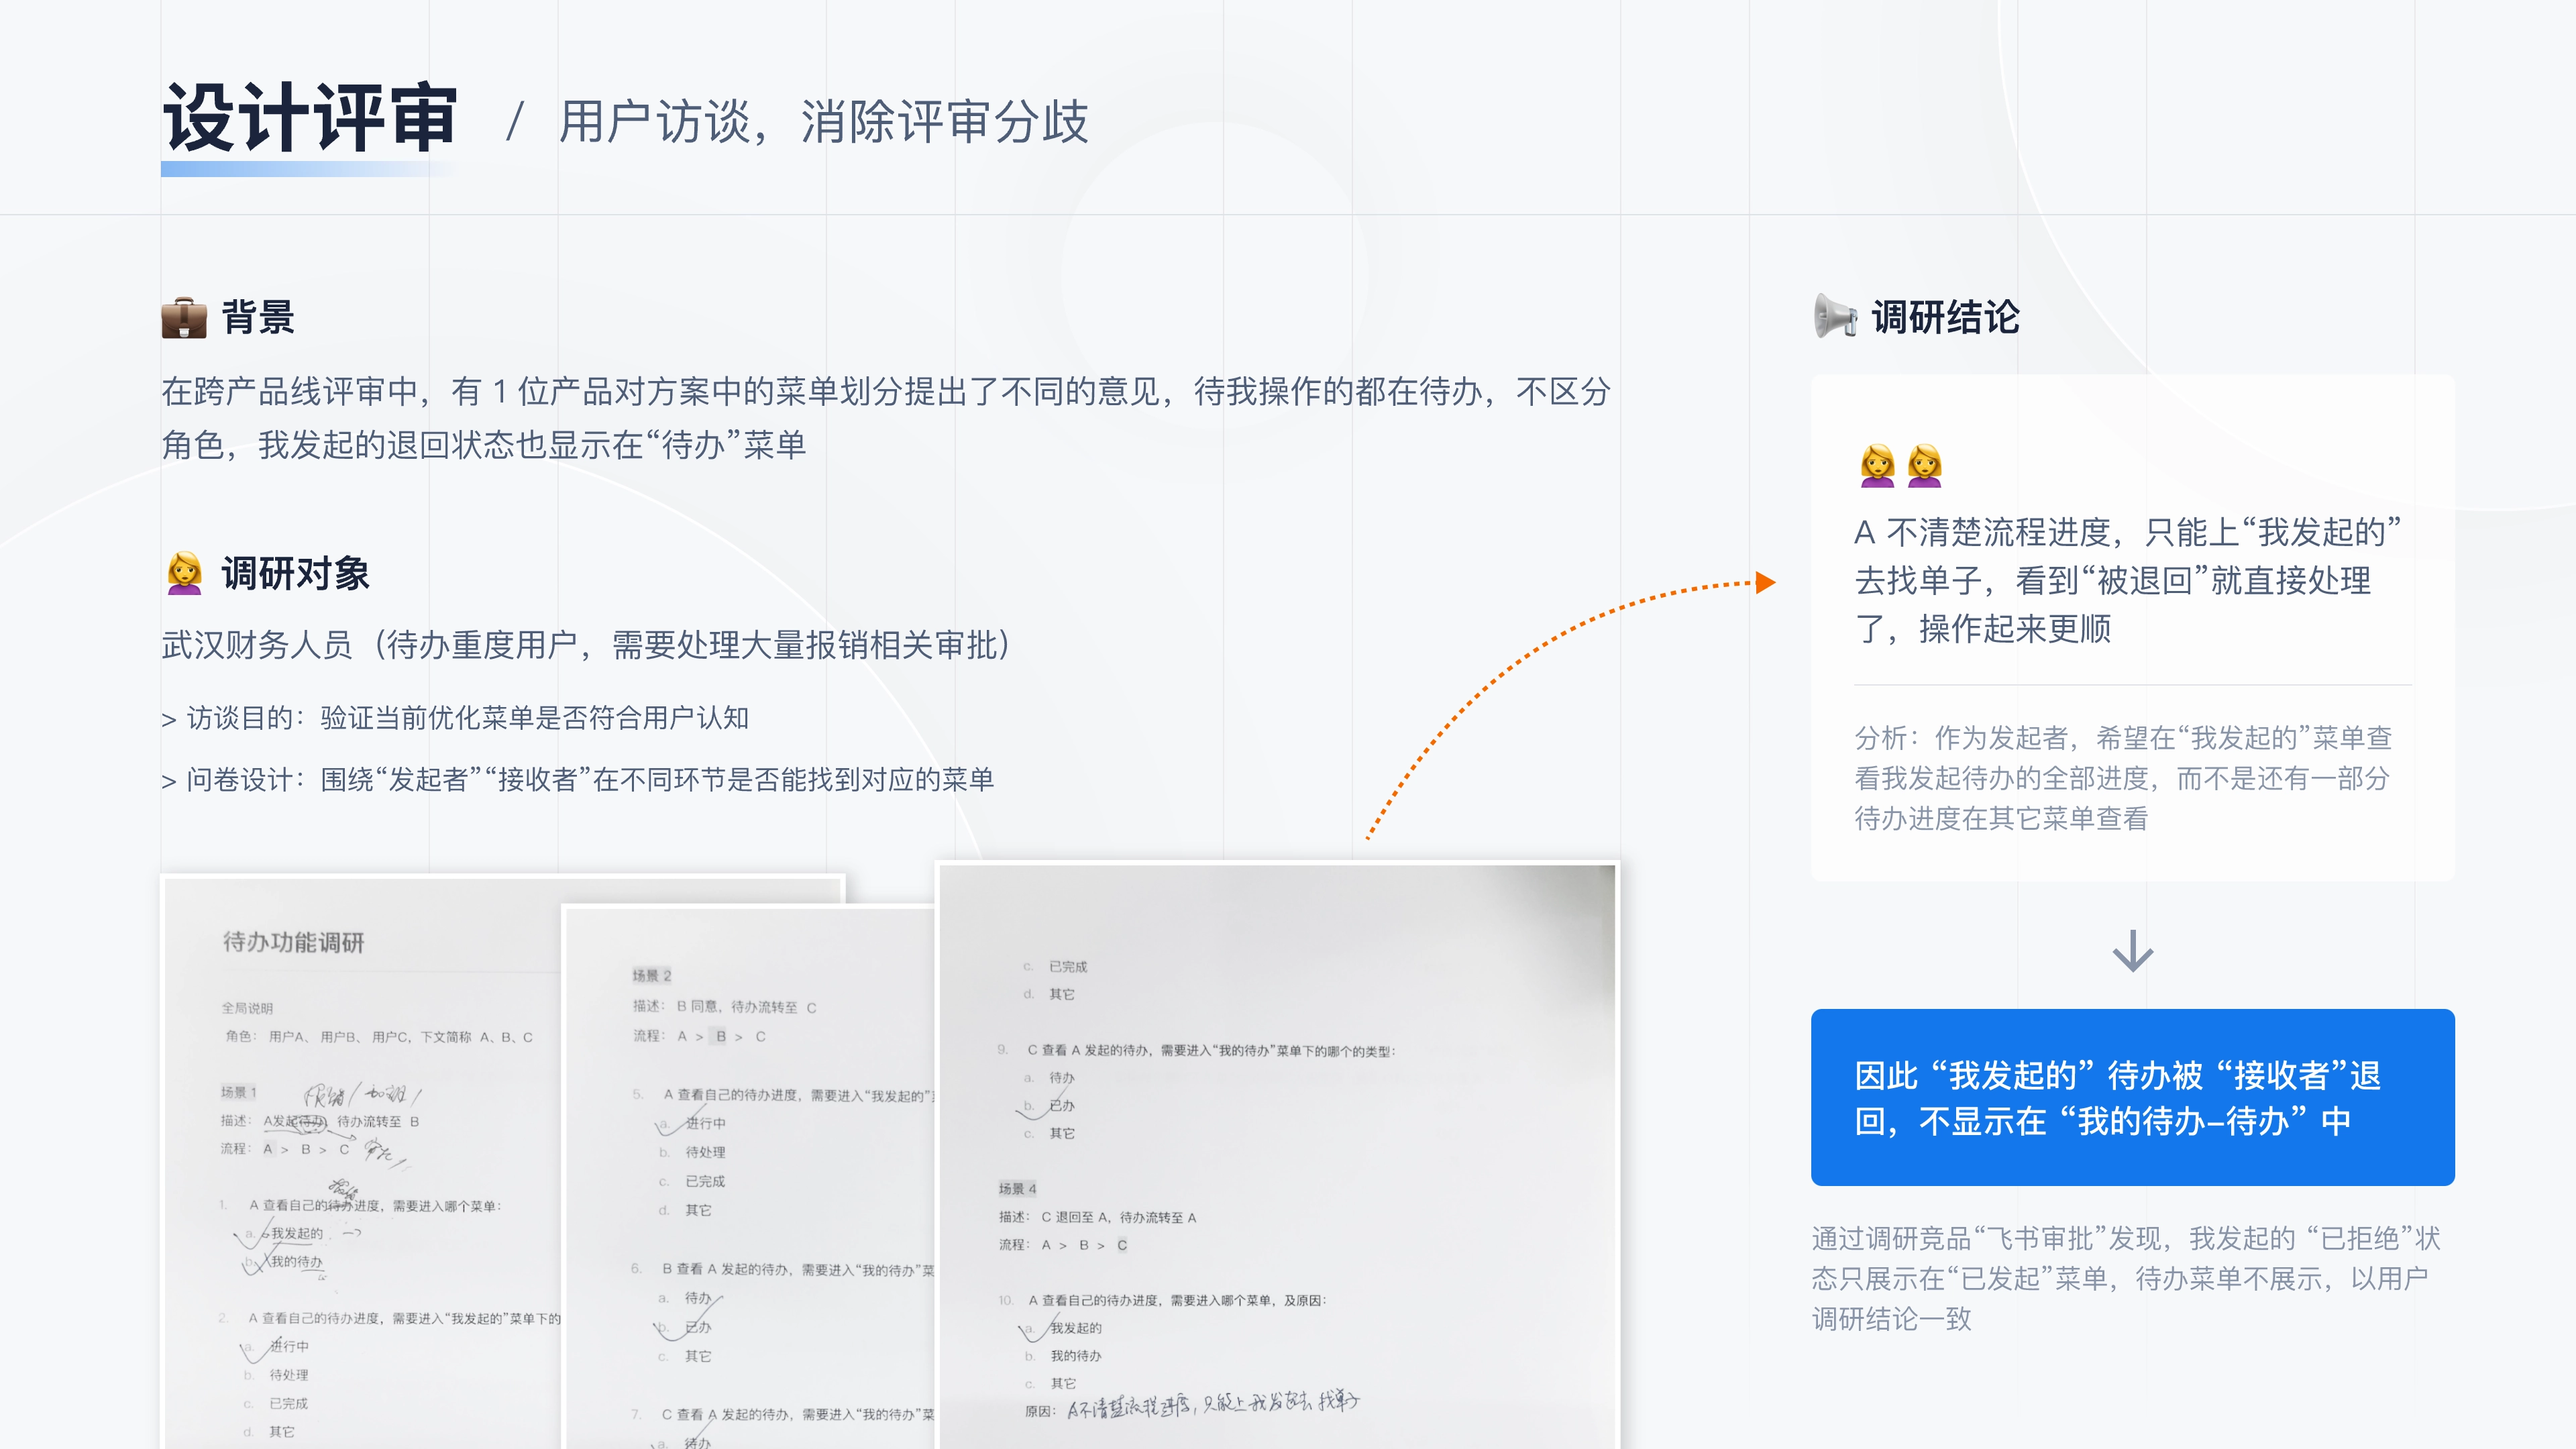 设计评审 / 用户访谈，消除评审分歧
背景
在跨产品线评审中，有 1 位产品对方案中的菜单划分提出了不同的意见，待我操作的都在待办，不区分
角色，我发起的退回状态也显示在“待办”菜单
调研对象
武汉财务人员（待办重度用户，需要处理大量报销相关审批）
> 访谈目的：验证当前优化菜单是否符合用户认知
> 问卷设计：围绕“发起者”“接收者”在不同环节是否能找到对应的菜单
待办功能调研
全局说明
角色： 用户A、 用户B、 用户C，下文简称 A、B、C
场景 1
描述： A发起待办，待办流转至 B
流程： A > B > C
1. A 查看自己的待办进度，需要进入哪个菜单：
a. 我发起的
b. 我的待办
2. A 查看自己的待办进度，需要进入“我发起的”菜单下的
a. 进行中
b. 待处理
c. 已完成
d. 其它
场景 2
描述： B 同意，待办流转至 C
流程： A > B > C
5. A 查看自己的待办进度，需要进入“我发起的”
a. 进行中
b. 待处理
c. 已完成
d. 其它
6. B 查看 A 发起的待办，需要进入“我的待办”菜
a. 待办
b. 已办
c. 其它
7. C 查看 A 发起的待办，需要进入“我的待办”菜
a. 待办
c. 已完成
d. 其它
9. C 查看 A 发起的待办，需要进入“我的待办”菜单下的哪个的类型：
a. 待办
b. 已办
c. 其它
场景 4
描述： C 退回至 A，待办流转至 A
流程： A > B > C
10. A 查看自己的待办进度，需要进入哪个菜单，及原因：
a. 我发起的
b. 我的待办
c. 其它
原因： A不清楚流程进度，只能上我发起去找单子
调研结论
A 不清楚流程进度，只能上“我发起的”
去找单子，看到“被退回”就直接处理
了，操作起来更顺
分析：作为发起者，希望在“我发起的”菜单查
看我发起待办的全部进度，而不是还有一部分
待办进度在其它菜单查看
因此 “我发起的” 待办被 “接收者”退
回，不显示在 “我的待办–待办” 中
通过调研竞品“飞书审批”发现，我发起的 “已拒绝”状
态只展示在“已发起”菜单，待办菜单不展示，以用户
调研结论一致